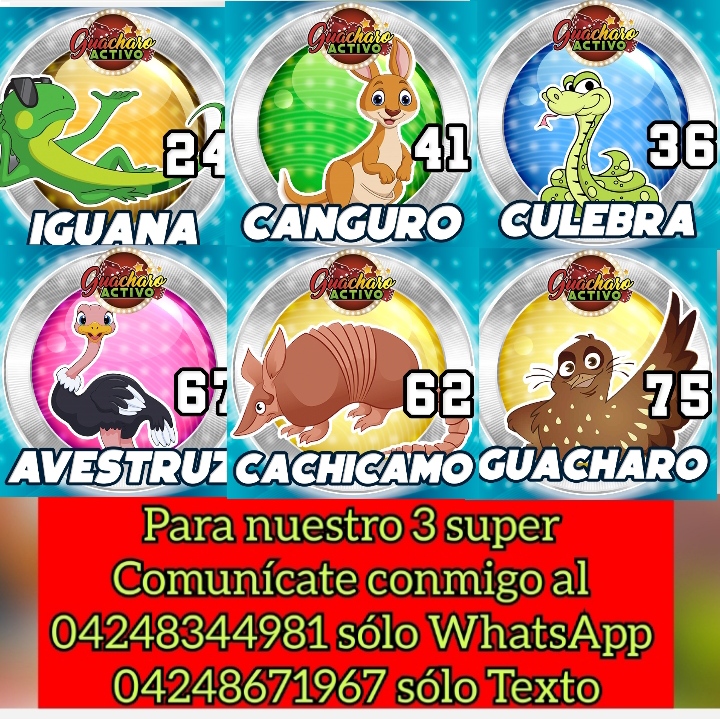 Guacharo ACTIVO
24
IGUANA
Guacharo ACTIVO
41
CANGURO
Guacharo ACTIVO
36
CULEBRA
Guacharo ACTIVO
67
AVESTRUZ
Guacharo ACTIVO
62
CACHICAMO
Guacharo ACTIVO
75
GUACHARO
Para nuestro 3 super
Comunícate conmigo al
04248344981 sólo WhatsApp
04248671967 sólo Texto